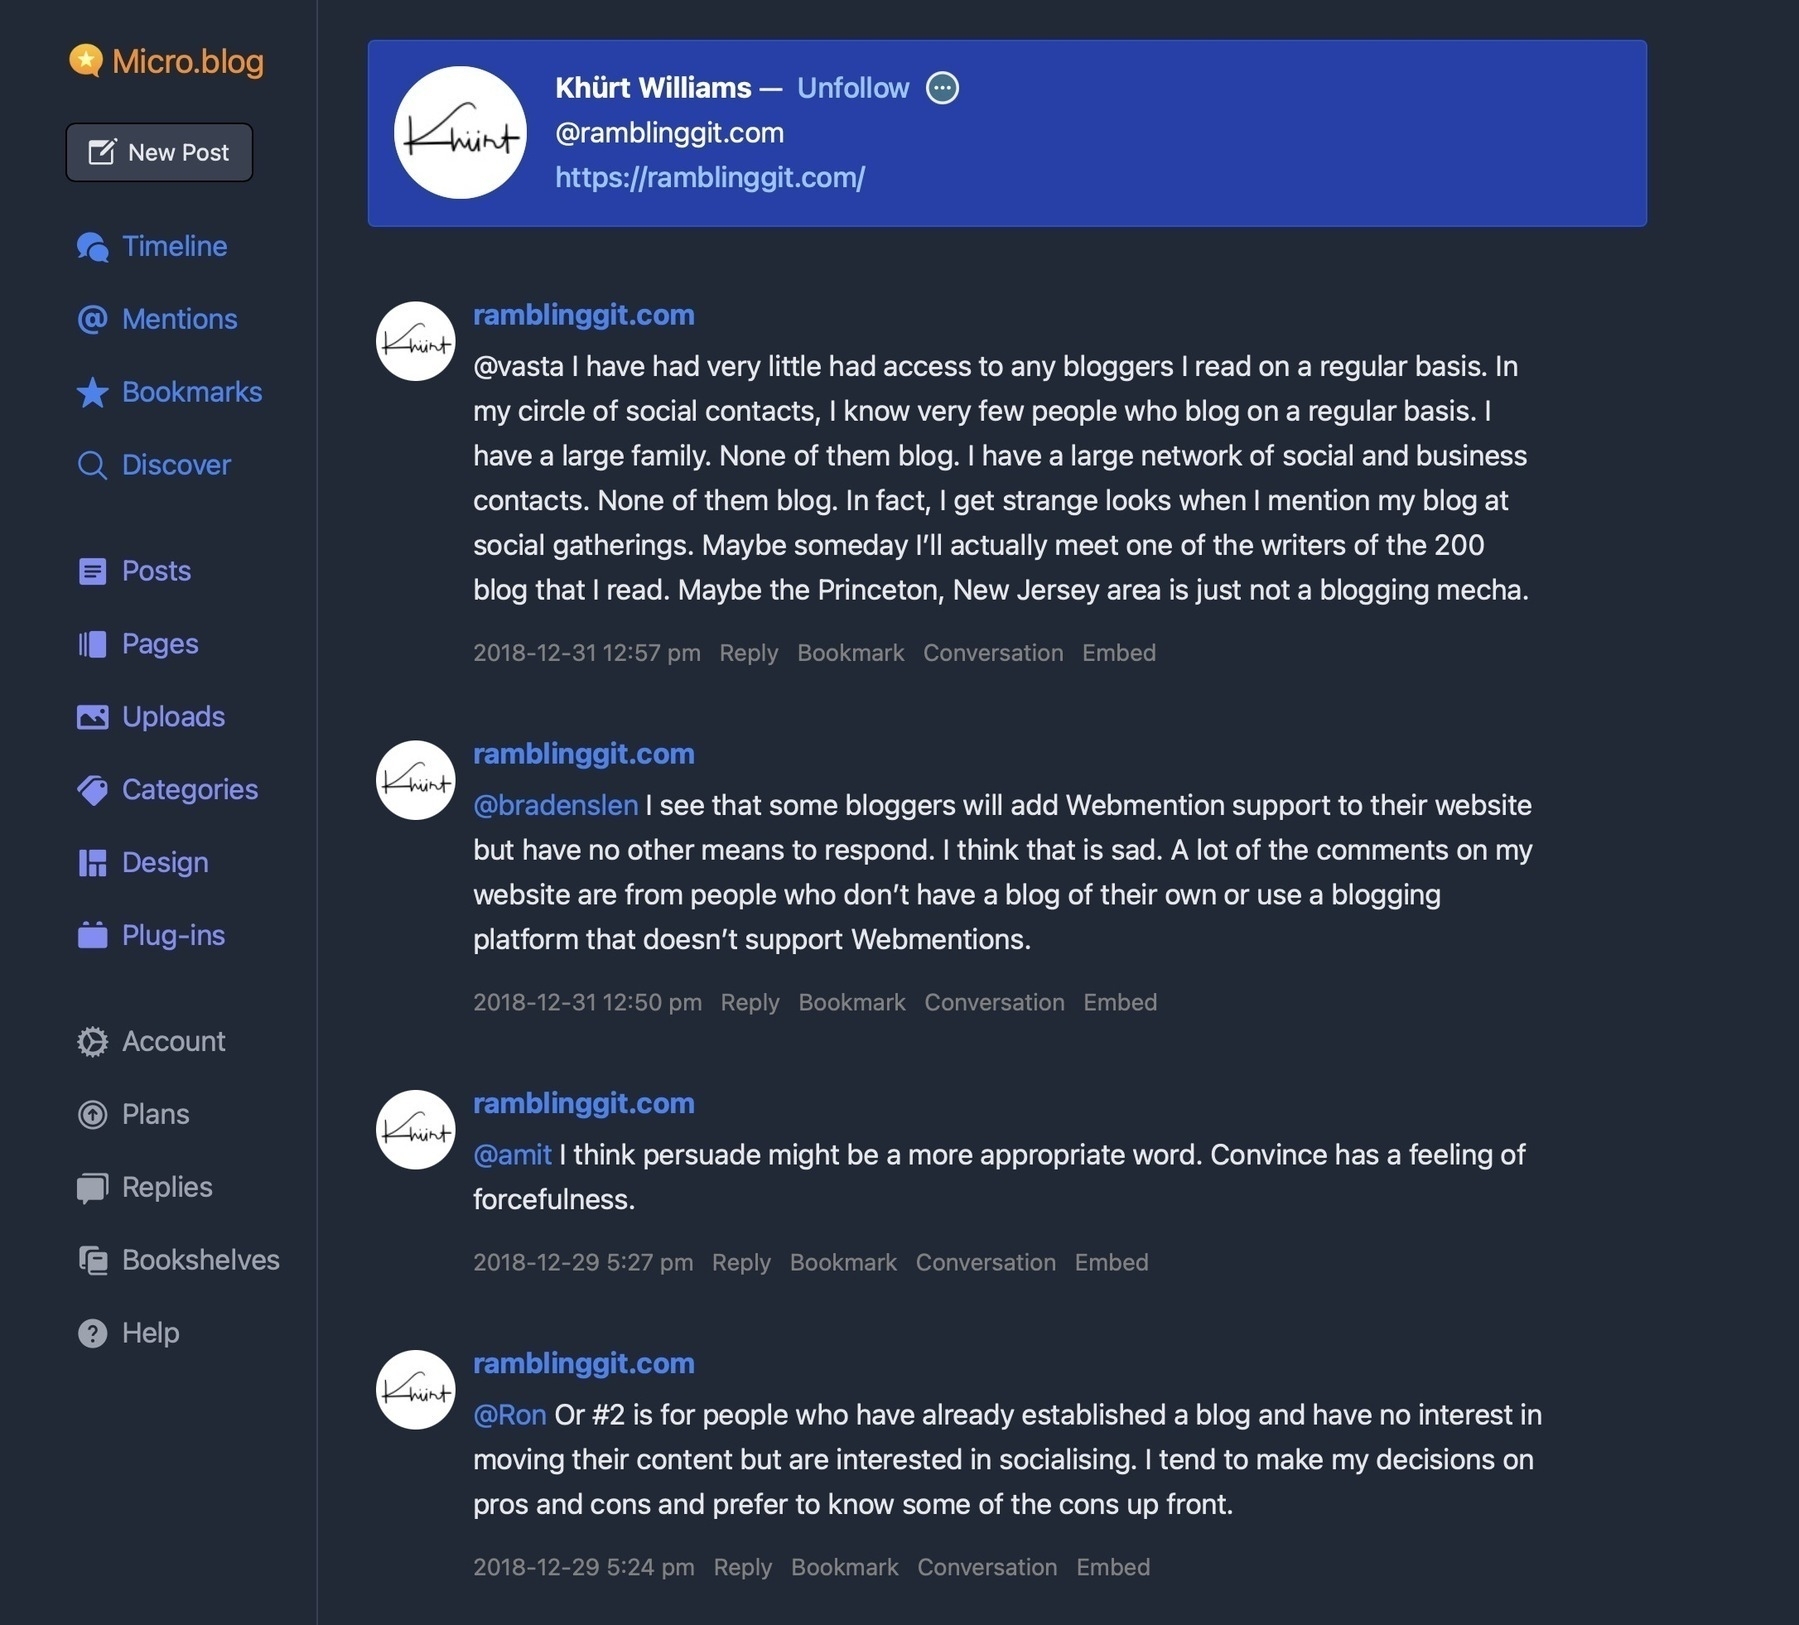 Micro.blog
New Post
Timeline
Mentions
Bookmarks
Discover
Posts
Pages
Uploads
Categories
Design
Plug-ins
Account
Plans
Replies
Bookshelves
Help
Khürt
Khürt Williams — Unfollow
@ramblinggit.com
https://ramblinggit.com/
Khürt
ramblinggit.com
@vasta I have had very little had access to any bloggers I read on a regular basis. In
my circle of social contacts, I know very few people who blog on a regular basis. I
have a large family. None of them blog. I have a large network of social and business
contacts. None of them blog. In fact, I get strange looks when I mention my blog at
social gatherings. Maybe someday I’ll actually meet one of the writers of the 200
blog that I read. Maybe the Princeton, New Jersey area is just not a blogging mecha.
2018-12-31 12:57 pm Reply Bookmark Conversation Embed
Khürt
ramblinggit.com
@bradenslen I see that some bloggers will add Webmention support to their website
but have no other means to respond. I think that is sad. A lot of the comments on my
website are from people who don’t have a blog of their own or use a blogging
platform that doesn’t support Webmentions.
2018-12-31 12:50 pm Reply Bookmark Conversation Embed
Khürt
ramblinggit.com
@amit I think persuade might be a more appropriate word. Convince has a feeling of
forcefulness.
2018-12-29 5:27 pm Reply Bookmark Conversation Embed
Khürt
ramblinggit.com
@Ron Or #2 is for people who have already established a blog and have no interest in
moving their content but are interested in socialising. I tend to make my decisions on
pros and cons and prefer to know some of the cons up front.
2018-12-29 5:24 pm Reply Bookmark Conversation Embed